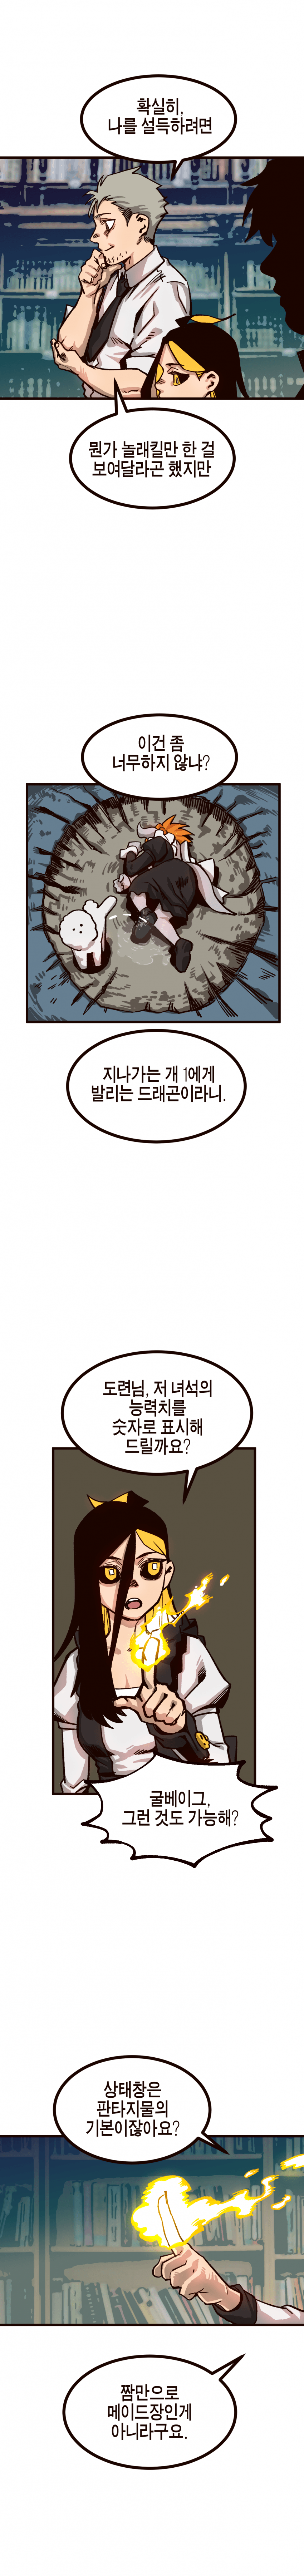 확실히,
나를 설득하려면
뭔가 놀래킬만 한 걸
보여달라곤 했지만
이건 좀
너무하지 않냐?
지나가는 개 1에게
발리는 드래곤이라니.
도련님, 저 녀석의
능력치를
숫자로 표시해
드릴까요?
굴베이그,
그런 것도 가능해?
상태창은
판타지물의
기본이잖아요?
짬만으로
메이드장인게
아니라구요.